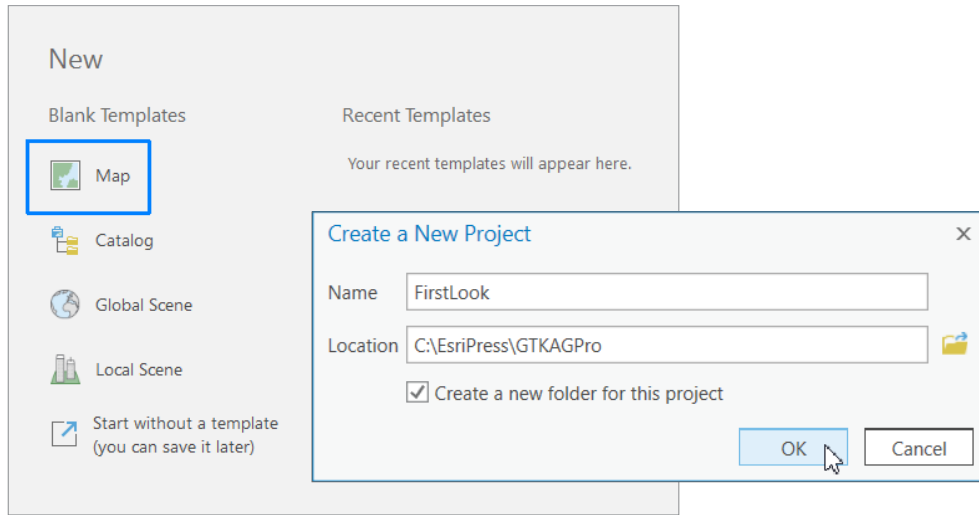 New
Blank Templates
Recent Templates
Map
Your recent templates will appear here.
Catalog
Global Scene
Local Scene
Start without a template
(you can save it later)
Create a New Project
Name
FirstLook
Location
C:\EsriPress\GTKAGPro
Create a new folder for this project
OK
Cancel